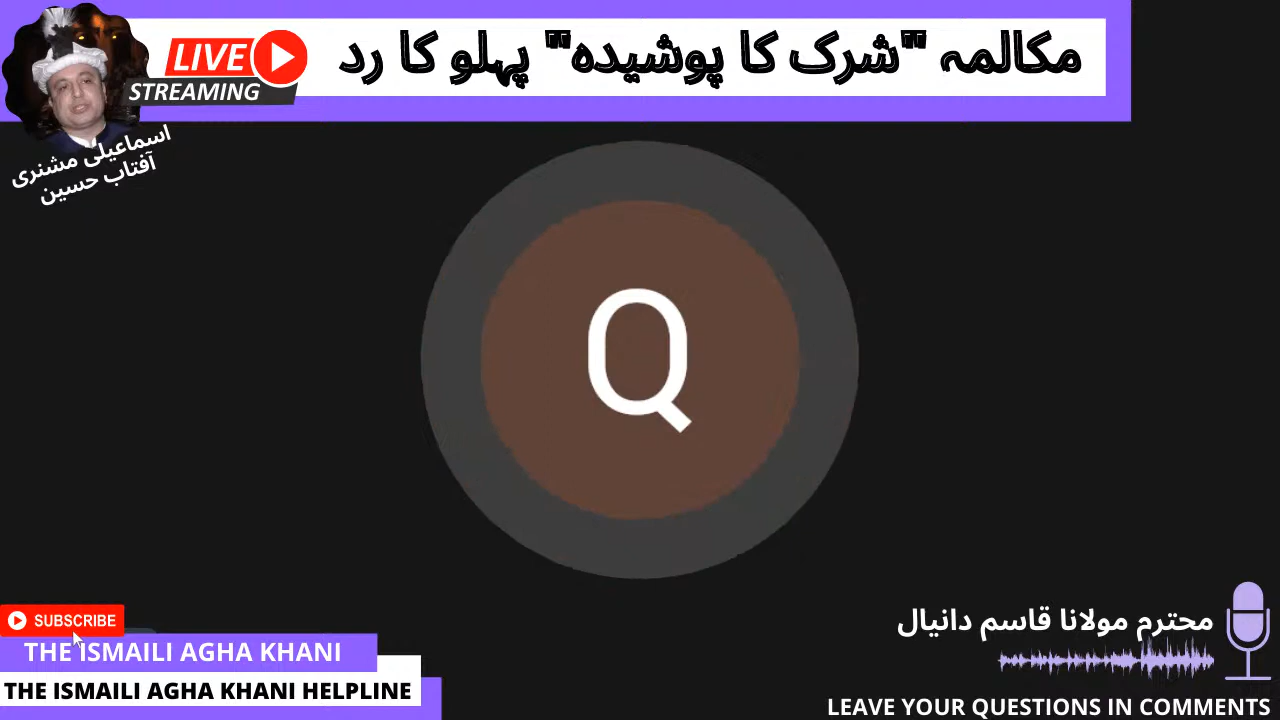 مکالمہ "شرک کا پوشیدہ" پہلو کا رد
LIVE
STREAMING
اسماعیلی مشنری
آفتاب حسین
Q
SUBSCRIBE
THE ISMAILI AGHA KHANI
THE ISMAILI AGHA KHANI HELPLINE
محترم مولانا قاسم دانیال
LEAVE YOUR QUESTIONS IN COMMENTS